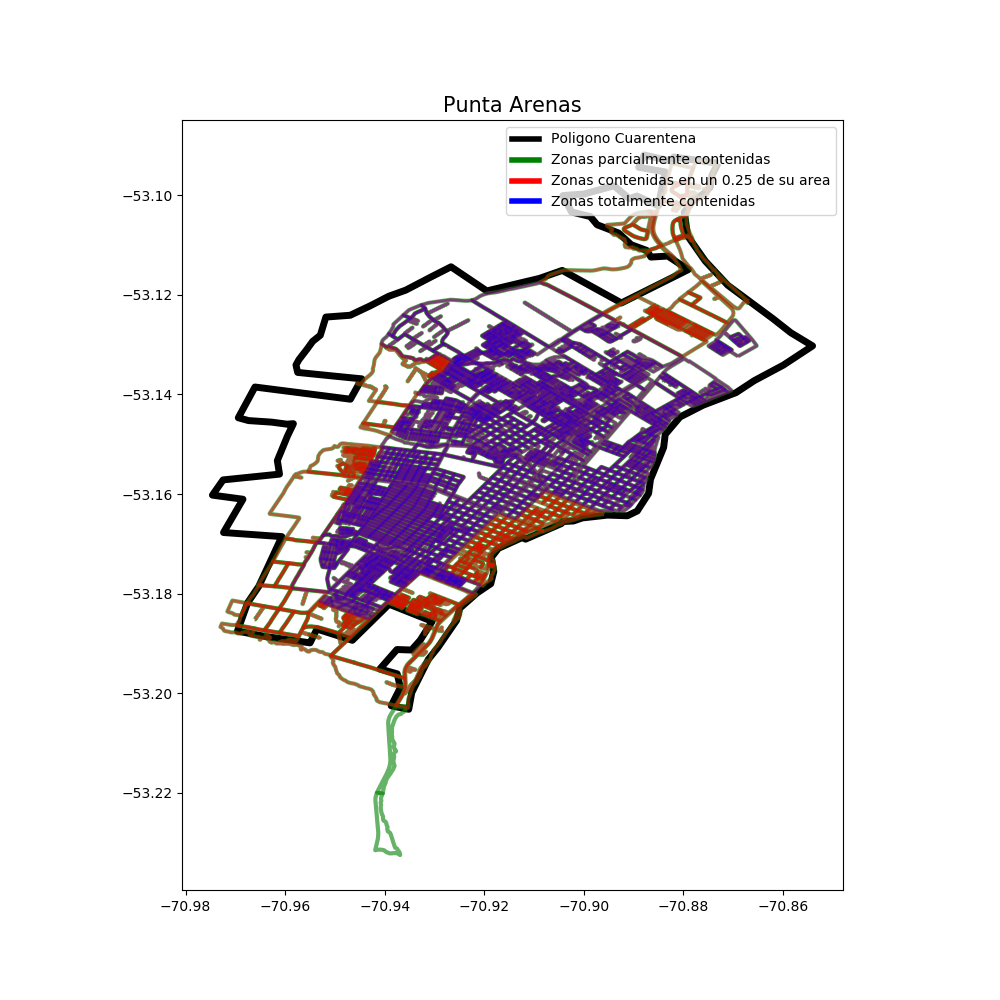 Punta Arenas
Poligono Cuarentena
Zonas parcialmente contenidas
Zonas contenidas en un 0.25 de su area
Zonas totalmente contenidas
−53.10
−53.12
−53.14
−53.16
−53.18
−53.20
−53.22
−70.98 −70.96 −70.94 −70.92 −70.90 −70.88 −70.86